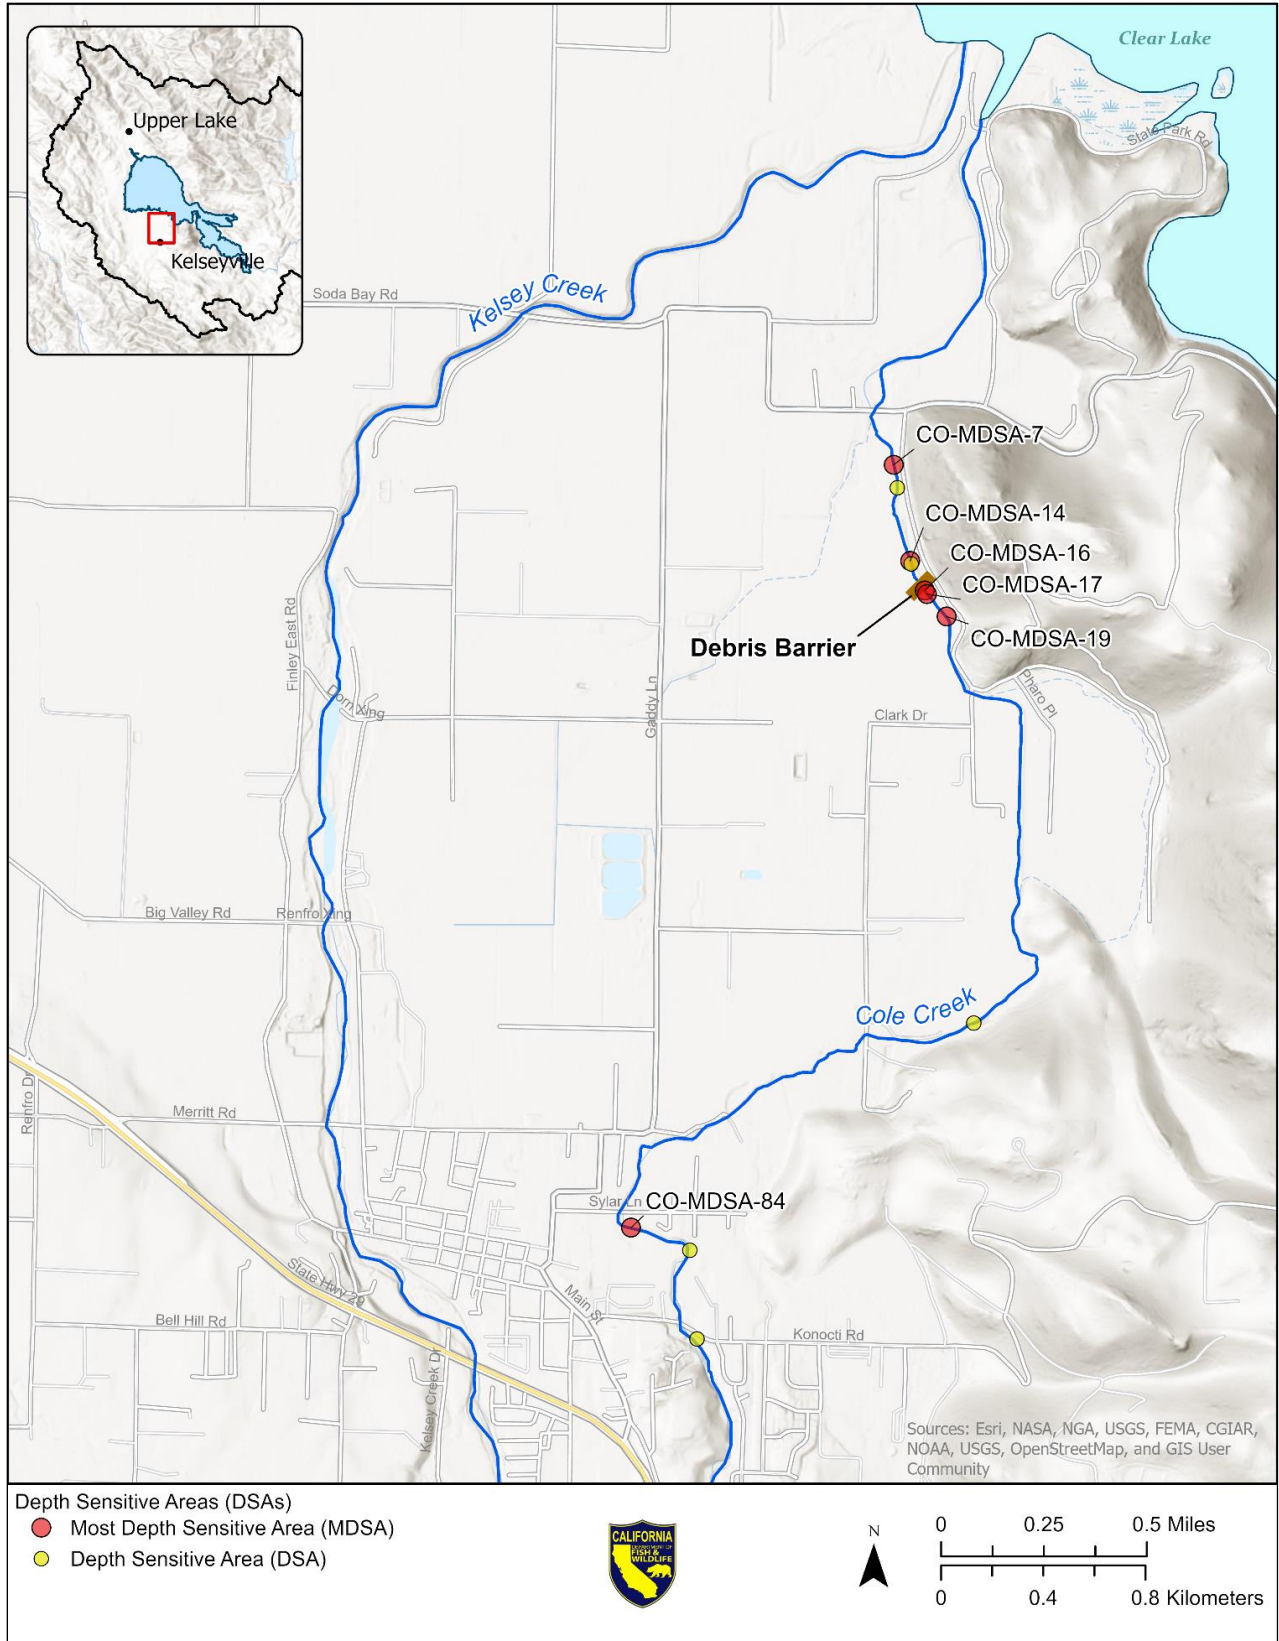 Clear Lake
State Park Rd
Upper Lake
Kelseyville
Kelsey Creek
Soda Bay Rd
CO-MDSA-7
CO-MDSA-14
CO-MDSA-16
CO-MDSA-17
CO-MDSA-19
Debris Barrier
Finley East Rd
Dorn Xing
Gaddy Ln
Pharo Pl
Clark Dr
Big Valley Rd
Renfro Xing
Cole Creek
Renfro Dr
Merritt Rd
Sylar Ln
CO-MDSA-84
State Hwy 29
Main St
Bell Hill Rd
Konocti Rd
Kelsey Creek Dr
Sources: Esri, NASA, NGA, USGS, FEMA, CGIAR,
NOAA, USGS, OpenStreetMap, and GIS User
Community
Depth Sensitive Areas (DSAs)
Most Depth Sensitive Area (MDSA)
Depth Sensitive Area (DSA)
CALIFORNIA
DEPARTMENT OF
FISH &
WILDLIFE
N
0 0.25 0.5 Miles
0 0.4 0.8 Kilometers